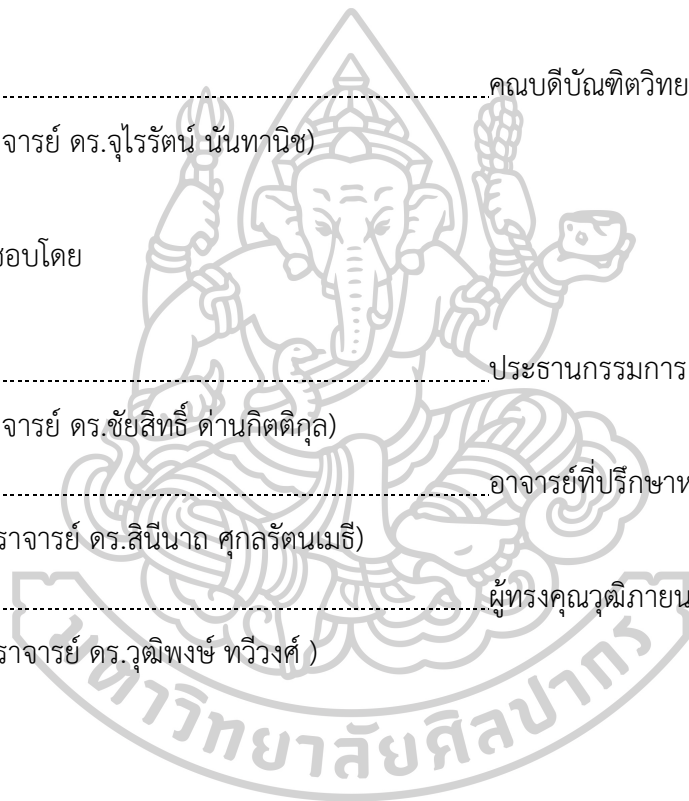 คณบดีบัณฑิตวิทย
จารย์ ดร.จุไรรัตน์ นันทานิช)
สอบโดย
ประธานกรรมการ
จารย์ ดร.ชัยสิทธิ์ ด่านกิตติกุล)
อาจารย์ที่ปรึกษาห
ราจารย์ ดร.สินีนาถ ศุกลรัตนเมธี)
ผู้ทรงคุณวุฒิภายน
ราจารย์ ดร.วุฒิพงษ์ ทวีวงศ์ )
มหาวิทยาลัยศิลปากร